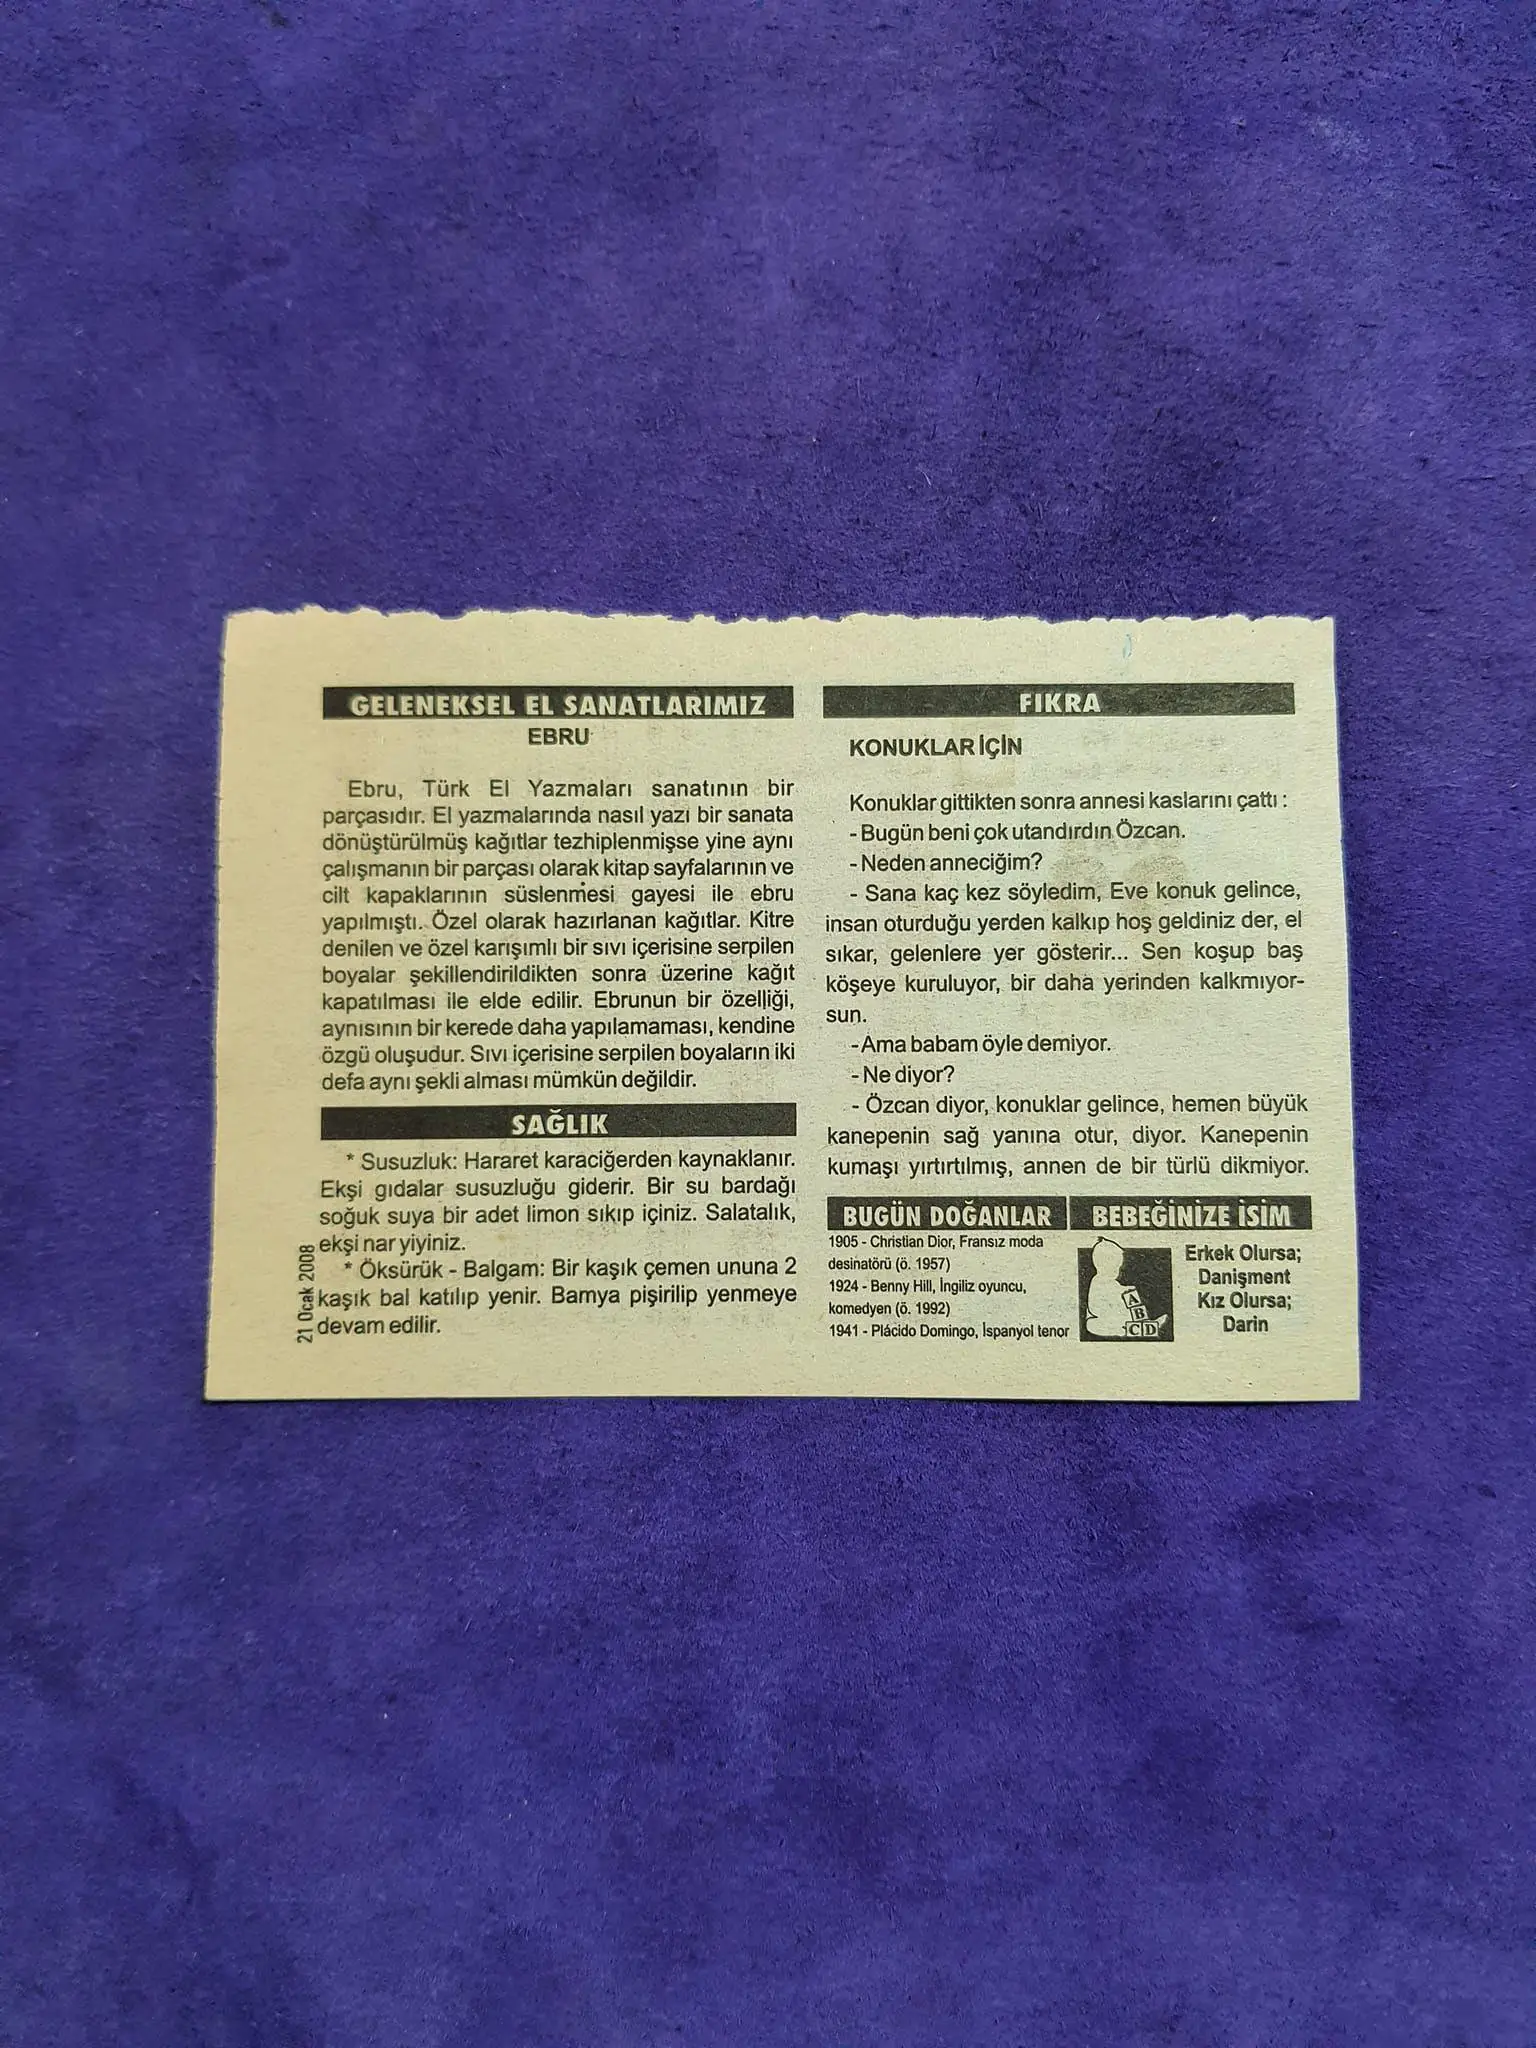 GELENEKSEL EL SANATLARIMIZ
EBRU
Ebru, Türk El Yazmaları sanatının bir
parçasıdır. El yazmalarında nasıl yazı bir sanata
dönüştürülmüş kağıtlar tezhiplenmişse yine aynı
çalışmanın bir parçası olarak kitap sayfalarının ve
cilt kapaklarının süslenmesi gayesi ile ebru
yapılmıştı. Özel olarak hazırlanan kağıtlar. Kitre
denilen ve özel karışımlı bir sıvı içerisine serpilen
boyalar şekillendirildikten sonra üzerine kağıt
kapatılması ile elde edilir. Ebrunun bir özelliği,
aynısının bir kerede daha yapılamaması, kendine
özgü oluşudur. Sıvı içerisine serpilen boyaların iki
defa aynı şekli alması mümkün değildir.
SAĞLIK
* Susuzluk: Hararet karaciğerden kaynaklanır.
Ekşi gıdalar susuzluğu giderir. Bir su bardağı
soğuk suya bir adet limon sıkıp içiniz. Salatalık,
ekşi nar yiyiniz.
* Öksürük - Balgam: Bir kaşık çemen ununa 2
kaşık bal katılıp yenir. Bamya pişirilip yenmeye
devam edilir.
21 Ocak 2008
FIKRA
KONUKLAR İÇİN
Konuklar gittikten sonra annesi kaslarını çattı :
- Bugün beni çok utandırdın Özcan.
- Neden anneciğim?
- Sana kaç kez söyledim, Eve konuk gelince,
insan oturduğu yerden kalkıp hoş geldiniz der, el
sıkar, gelenlere yer gösterir... Sen koşup baş
köşeye kuruluyor, bir daha yerinden kalkmıyor-
sun.
- Ama babam öyle demiyor.
- Ne diyor?
- Özcan diyor, konuklar gelince, hemen büyük
kanepenin sağ yanına otur, diyor. Kanepenin
kumaşı yırtırtılmış, annen de bir türlü dikmiyor.
BUGÜN DOĞANLAR
1905 - Christian Dior, Fransız moda
desinatörü (ö. 1957)
1924 - Benny Hill, İngiliz oyuncu,
komedyen (ö. 1992)
1941 - Plácido Domingo, İspanyol tenor
BEBEĞİNİZE İSİM
A
B
C D
Erkek Olursa;
Danişment
Kız Olursa;
Darin